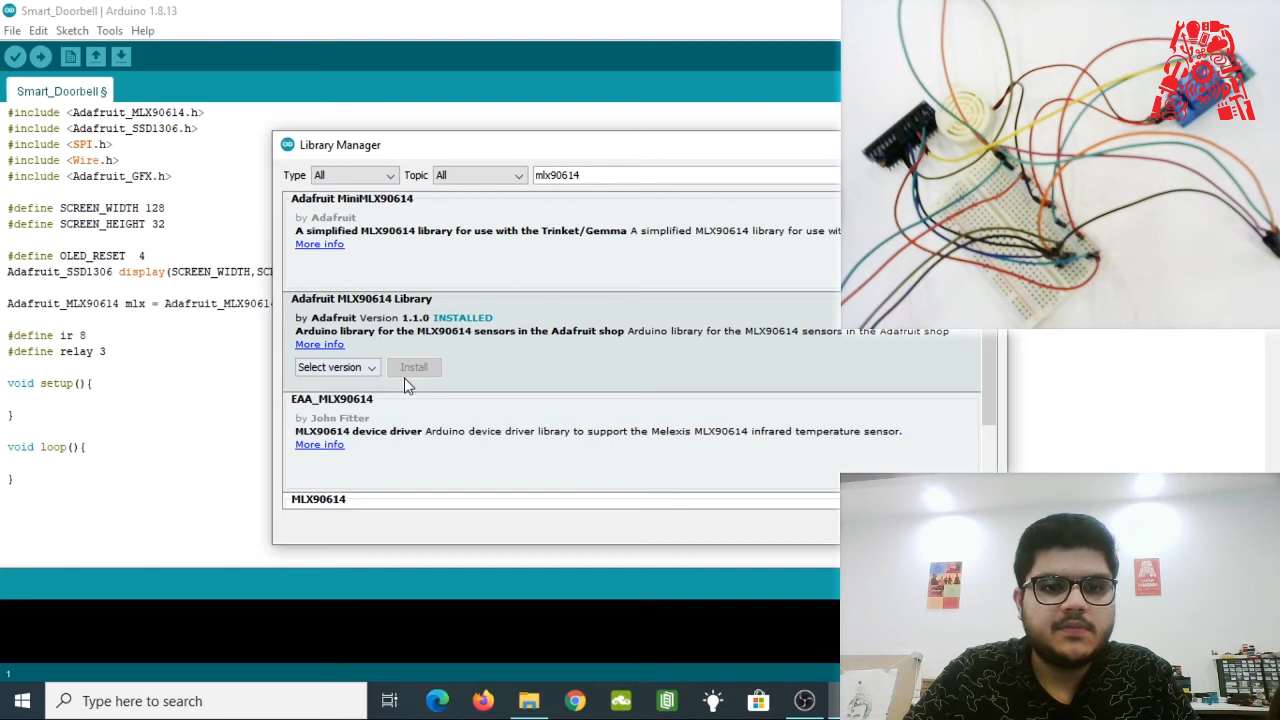 Smart_Doorbell | Arduino 1.8.13
File Edit Sketch Tools Help
Smart_Doorbell §
#include <Adafruit_MLX90614.h>
#include <Adafruit_SSD1306.h>
#include <SPI.h>
#include <Wire.h>
#include <Adafruit_GFX.h>
#define SCREEN_WIDTH 128
#define SCREEN_HEIGHT 32
#define OLED_RESET 4
Adafruit_SSD1306 display(SCREEN_WIDTH,SCR
Adafruit_MLX90614 mlx = Adafruit_MLX90614
#define ir 8
#define relay 3
void setup(){
}
void loop(){
}
Library Manager
Type All Topic All mlx90614
Adafruit MiniMLX90614
by Adafruit
A simplified MLX90614 library for use with the Trinket/Gemma A simplified MLX90614 library for use wit
More info
Adafruit MLX90614 Library
by Adafruit Version 1.1.0 INSTALLED
Arduino library for the MLX90614 sensors in the Adafruit shop Arduino library for the MLX90614 sensors in the Adafruit shop
More info
Select version Install
EAA_MLX90614
by John Fitter
MLX90614 device driver Arduino device driver library to support the Melexis MLX90614 infrared temperature sensor.
More info
MLX90614
1
Type here to search